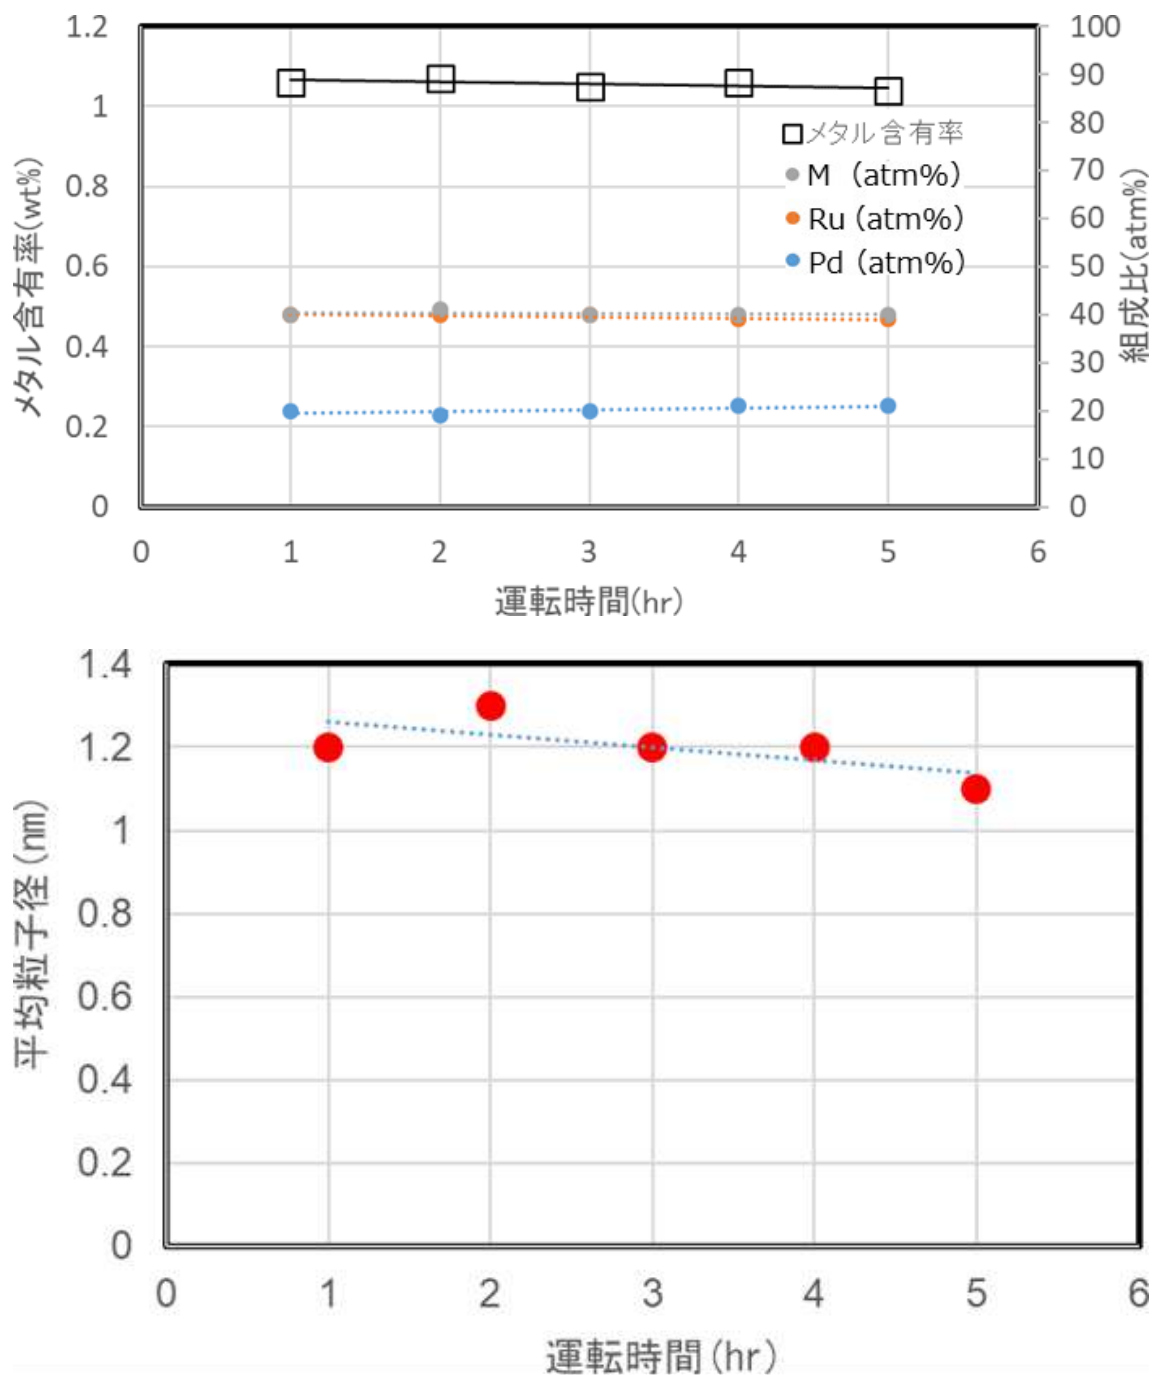 1.2
1
0.8
0.6
0.4
0.2
0
メタル含有率(wt%)
100
90
80
70
60
50
40
30
20
10
0
組成比(atm%)
メタル含有率
M （atm%）
Ru（atm%）
Pd（atm%）
0 1 2 3 4 5 6
運転時間(hr)
1.4
1.2
1
0.8
0.6
0.4
0.2
0
平均粒子径(㎚)
0 1 2 3 4 5 6
運転時間(hr)